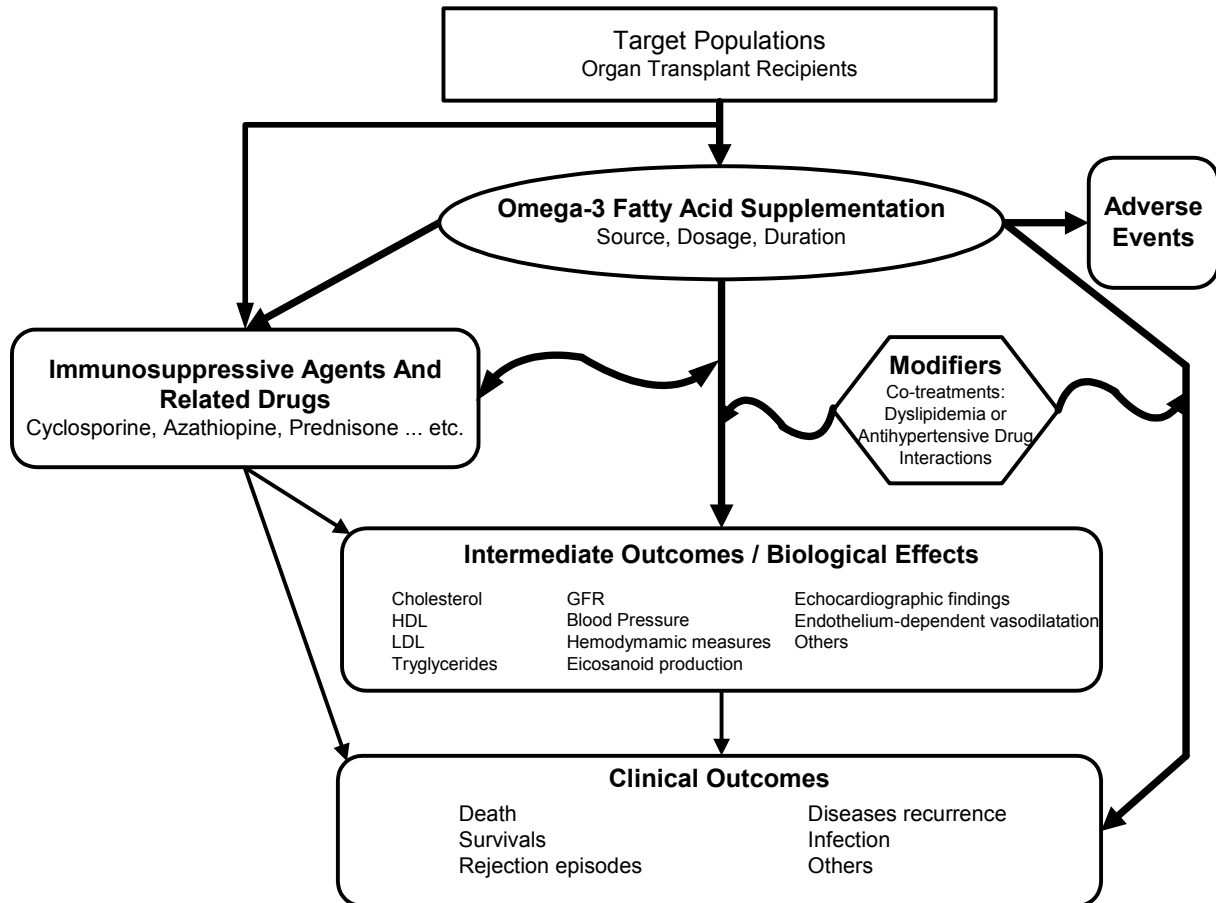 Target Populations
Organ Transplant Recipients
Omega-3 Fatty Acid Supplementation
Source, Dosage, Duration
Adverse
Events
Immunosuppressive Agents And
Related Drugs
Cyclosporine, Azathiopine, Prednisone ... etc.
Modifiers
Co-treatments:
Dyslipidemia or
Antihypertensive Drug
Interactions
Intermediate Outcomes / Biological Effects
Cholesterol
HDL
LDL
Tryglycerides
GFR
Blood Pressure
Hemodymamic measures
Eicosanoid production
Echocardiographic findings
Endothelium-dependent vasodilatation
Others
Clinical Outcomes
Death
Survivals
Rejection episodes
Diseases recurrence
Infection
Others